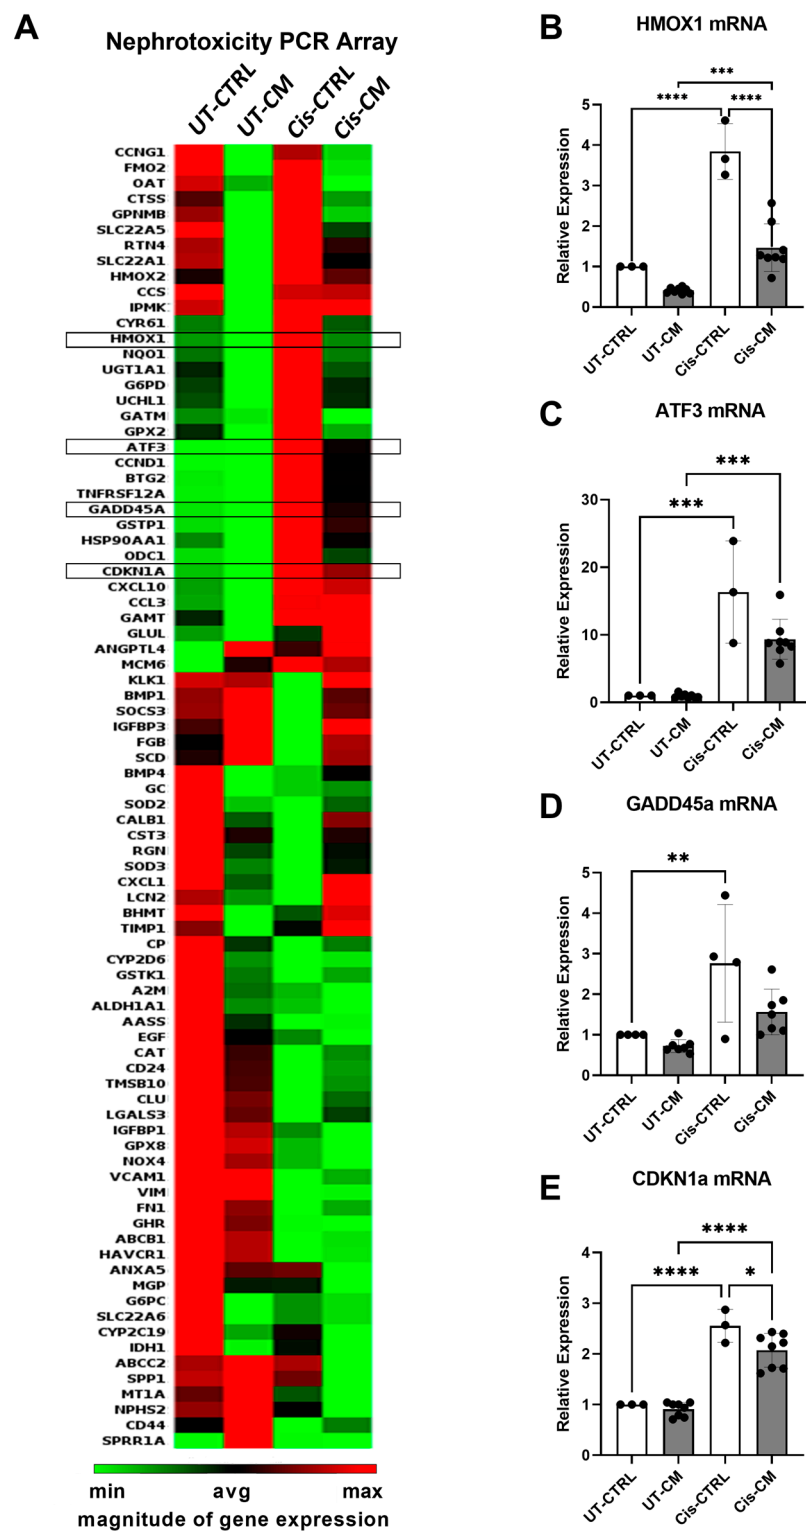 A
Nephrotoxicity PCR Array
UT-CTRL
UT-CM
Cis-CTRL
Cis-CM
CCNG1
FMO2
OAT
CTSS
GPNMB
SLC22A5
RTN4
SLC22A1
HMOX2
CCS
IPMK
CYR61
HMOX1
NQO1
UGT1A1
G6PD
UCHL1
GATM
GPX2
ATF3
CCND1
BTG2
TNFRSF12A
GADD45A
GSTP1
HSP90AA1
ODC1
CDKN1A
CXCL10
CCL3
GAMT
GLUL
ANGPTL4
MCM6
KLK1
BMP1
SOCS3
IGFBP3
FGB
SCD
BMP4
GC
SOD2
CALB1
CST3
RGN
SOD3
CXCL1
LCN2
BHMT
TIMP1
CP
CYP2D6
GSTK1
A2M
ALDH1A1
AASS
EGF
CAT
CD24
TMSB10
CLU
LGALS3
IGFBP1
GPX8
NOX4
VCAM1
VIM
FN1
GHR
ABCB1
HAVCR1
ANXA5
MGP
G6PC
SLC22A6
CYP2C19
IDH1
ABCC2
SPP1
MT1A
NPHS2
CD44
SPRR1A
min avg max
magnitude of gene expression
B
HMOX1 mRNA
***
**** ****
Relative Expression
5
4
3
2
1
0
UT-CTRL
UT-CM
Cis-CTRL
Cis-CM
C
ATF3 mRNA
***
***
Relative Expression
30
20
10
0
UT-CTRL
UT-CM
Cis-CTRL
Cis-CM
D
GADD45a mRNA
**
Relative Expression
5
4
3
2
1
0
UT-CTRL
UT-CM
Cis-CTRL
Cis-CM
E
CDKN1a mRNA
****
**** *
Relative Expression
4
3
2
1
0
UT-CTRL
UT-CM
Cis-CTRL
Cis-CM